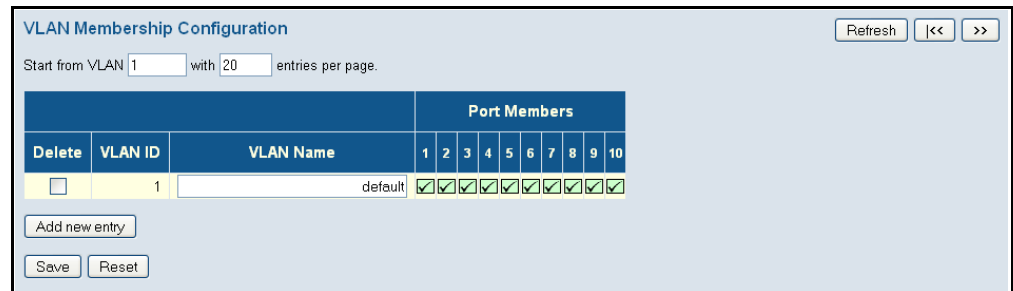 VLAN Membership Configuration
Refresh |<< >>
Start from VLAN 1 with 20 entries per page.
Port Members
Delete VLAN ID VLAN Name 1 2 3 4 5 6 7 8 9 10
1 default
Add new entry
Save Reset